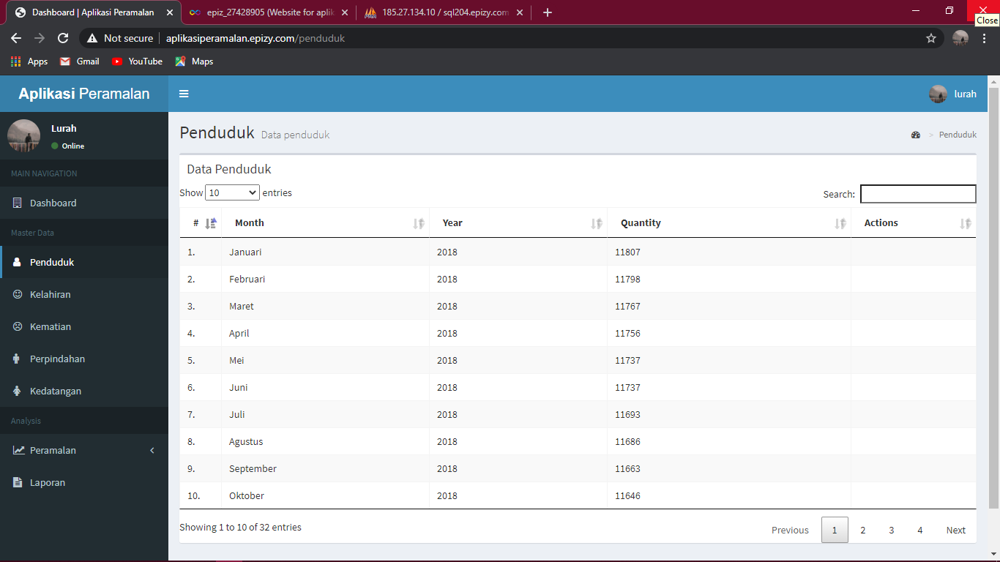 Dashboard | Aplikasi Peramalan
epiz_27428905 (Website for aplik
185.27.134.10 / sql204.epizy.com
Close
Not secure
aplikasiperamalan.epizy.com/penduduk
Apps
Gmail
YouTube
Maps
Aplikasi Peramalan
lurah
Lurah
Online
MAIN NAVIGATION
Dashboard
Master Data
Penduduk
Kelahiran
Kematian
Perpindahan
Kedatangan
Analysis
Peramalan
Laporan
Penduduk Data penduduk
> Penduduk
Data Penduduk
Show 10 entries
Search:
# Month Year Quantity Actions
1. Januari 2018 11807
2. Februari 2018 11798
3. Maret 2018 11767
4. April 2018 11756
5. Mei 2018 11737
6. Juni 2018 11737
7. Juli 2018 11693
8. Agustus 2018 11686
9. September 2018 11663
10. Oktober 2018 11646
Showing 1 to 10 of 32 entries
Previous 1 2 3 4 Next